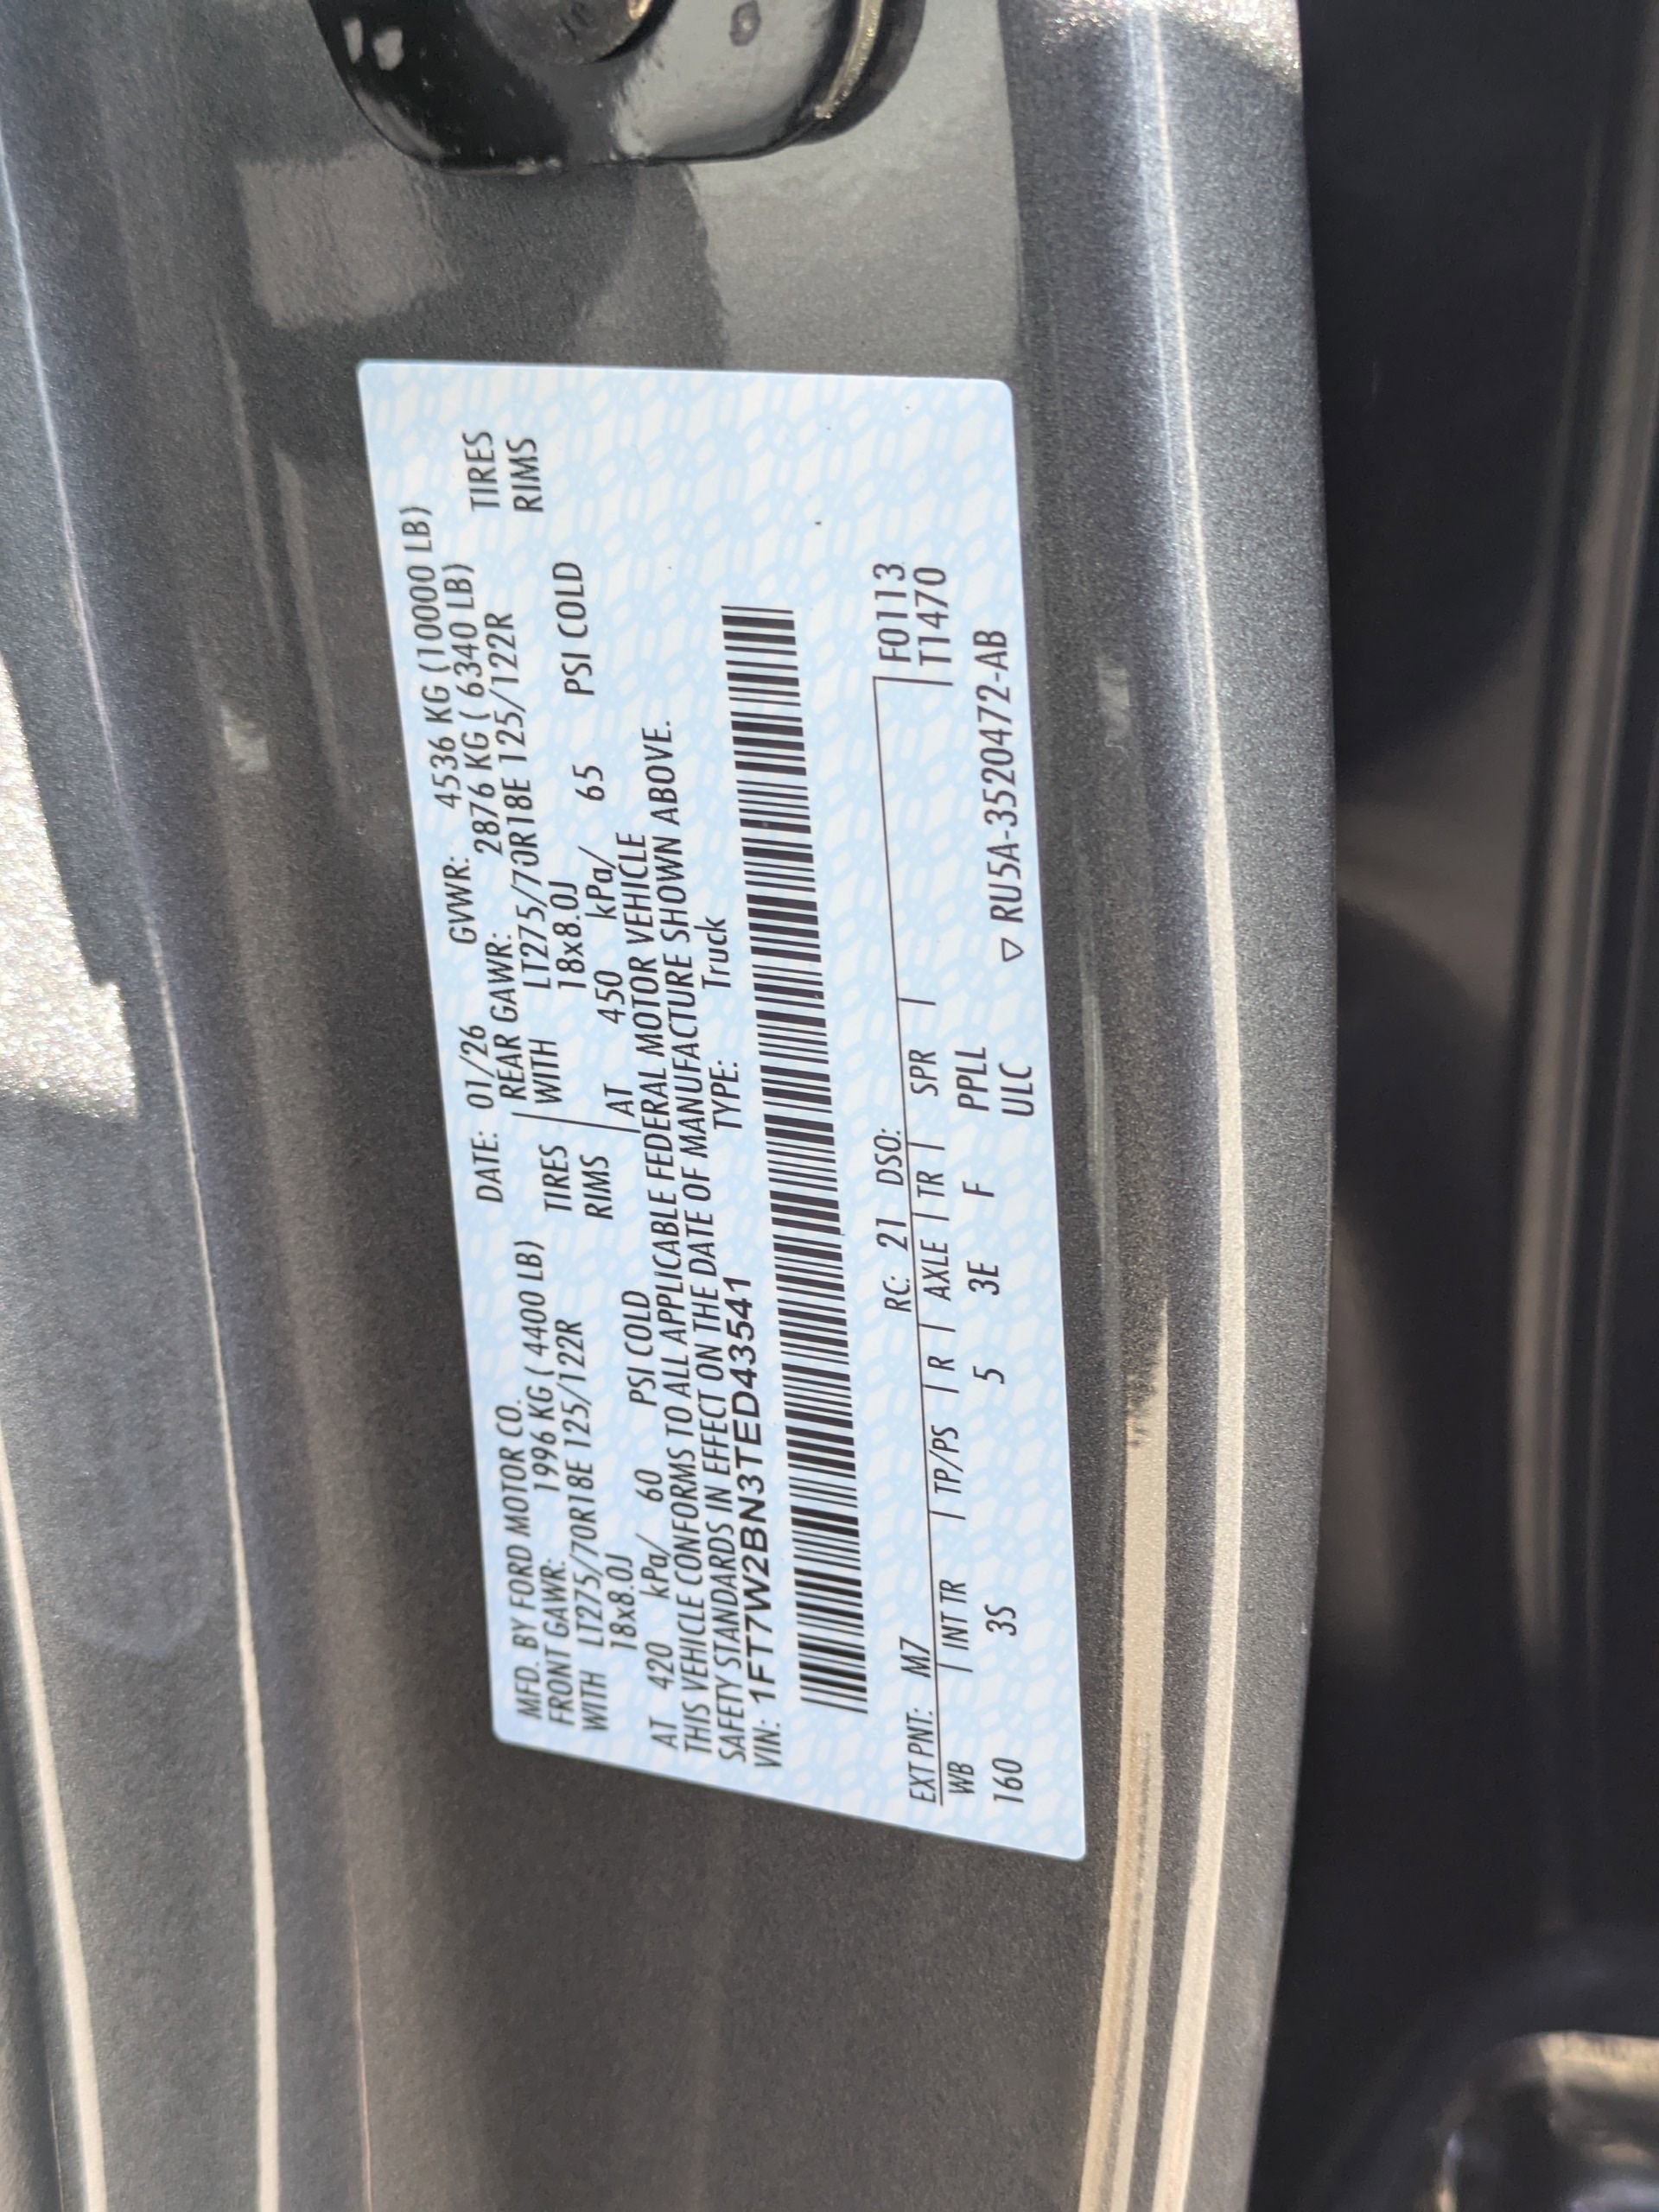 MFD. BY FORD MOTOR CO.
DATE: 01/26 GVWR: 4536 KG (10000 LB)
FRONT GAWR: 1996 KG ( 4400 LB)
REAR GAWR: 2876 KG ( 6340 LB)
WITH LT275/70R18E 125/122R TIRES
WITH LT275/70R18E 125/122R TIRES
18x8.0J RIMS
18x8.0J RIMS
AT 420 kPa/ 60 PSI COLD
AT 450 kPa/ 65 PSI COLD
THIS VEHICLE CONFORMS TO ALL APPLICABLE FEDERAL MOTOR VEHICLE
SAFETY STANDARDS IN EFFECT ON THE DATE OF MANUFACTURE SHOWN ABOVE.
VIN: 1FT7W2BN3TED43541 TYPE: Truck
EXT PNT: M7 RC: 21 DSO: F0113
WB INT TR TP/PS R AXLE TR SPR T1470
160 3S 5 3E F PPLL
ULC ▽ RU5A-3520472-AB